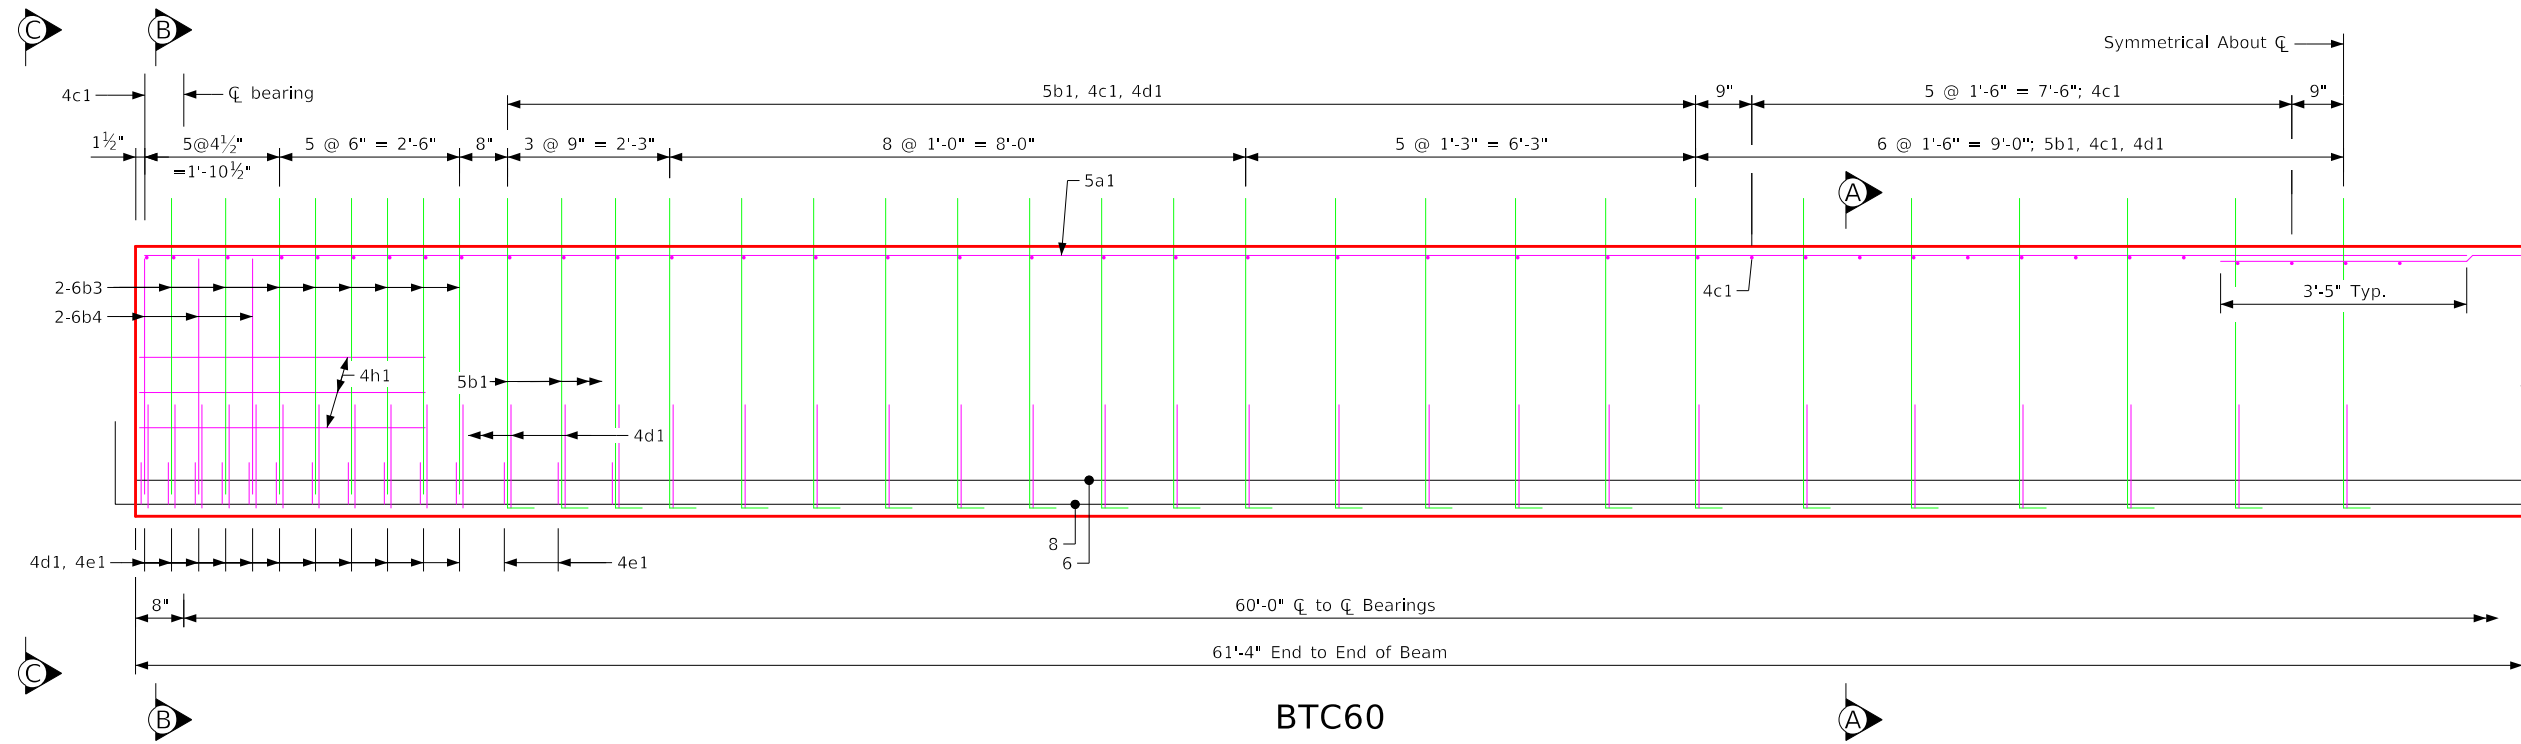 C
B
Symmetrical About ℄
4c1
℄ bearing
5b1, 4c1, 4d1
9"
5 @ 1'-6" = 7'-6"; 4c1
9"
1½"
5@4½"
=1'-10½"
5 @ 6" = 2'-6"
8"
3 @ 9" = 2'-3"
8 @ 1'-0" = 8'-0"
5 @ 1'-3" = 6'-3"
6 @ 1'-6" = 9'-0"; 5b1, 4c1, 4d1
5a1
A
2-6b3
4c1
3'-5" Typ.
2-6b4
4h1
5b1
4d1
8
6
4d1, 4e1
4e1
8"
60'-0" ℄ to ℄ Bearings
61'-4" End to End of Beam
C
B
BTC60
A